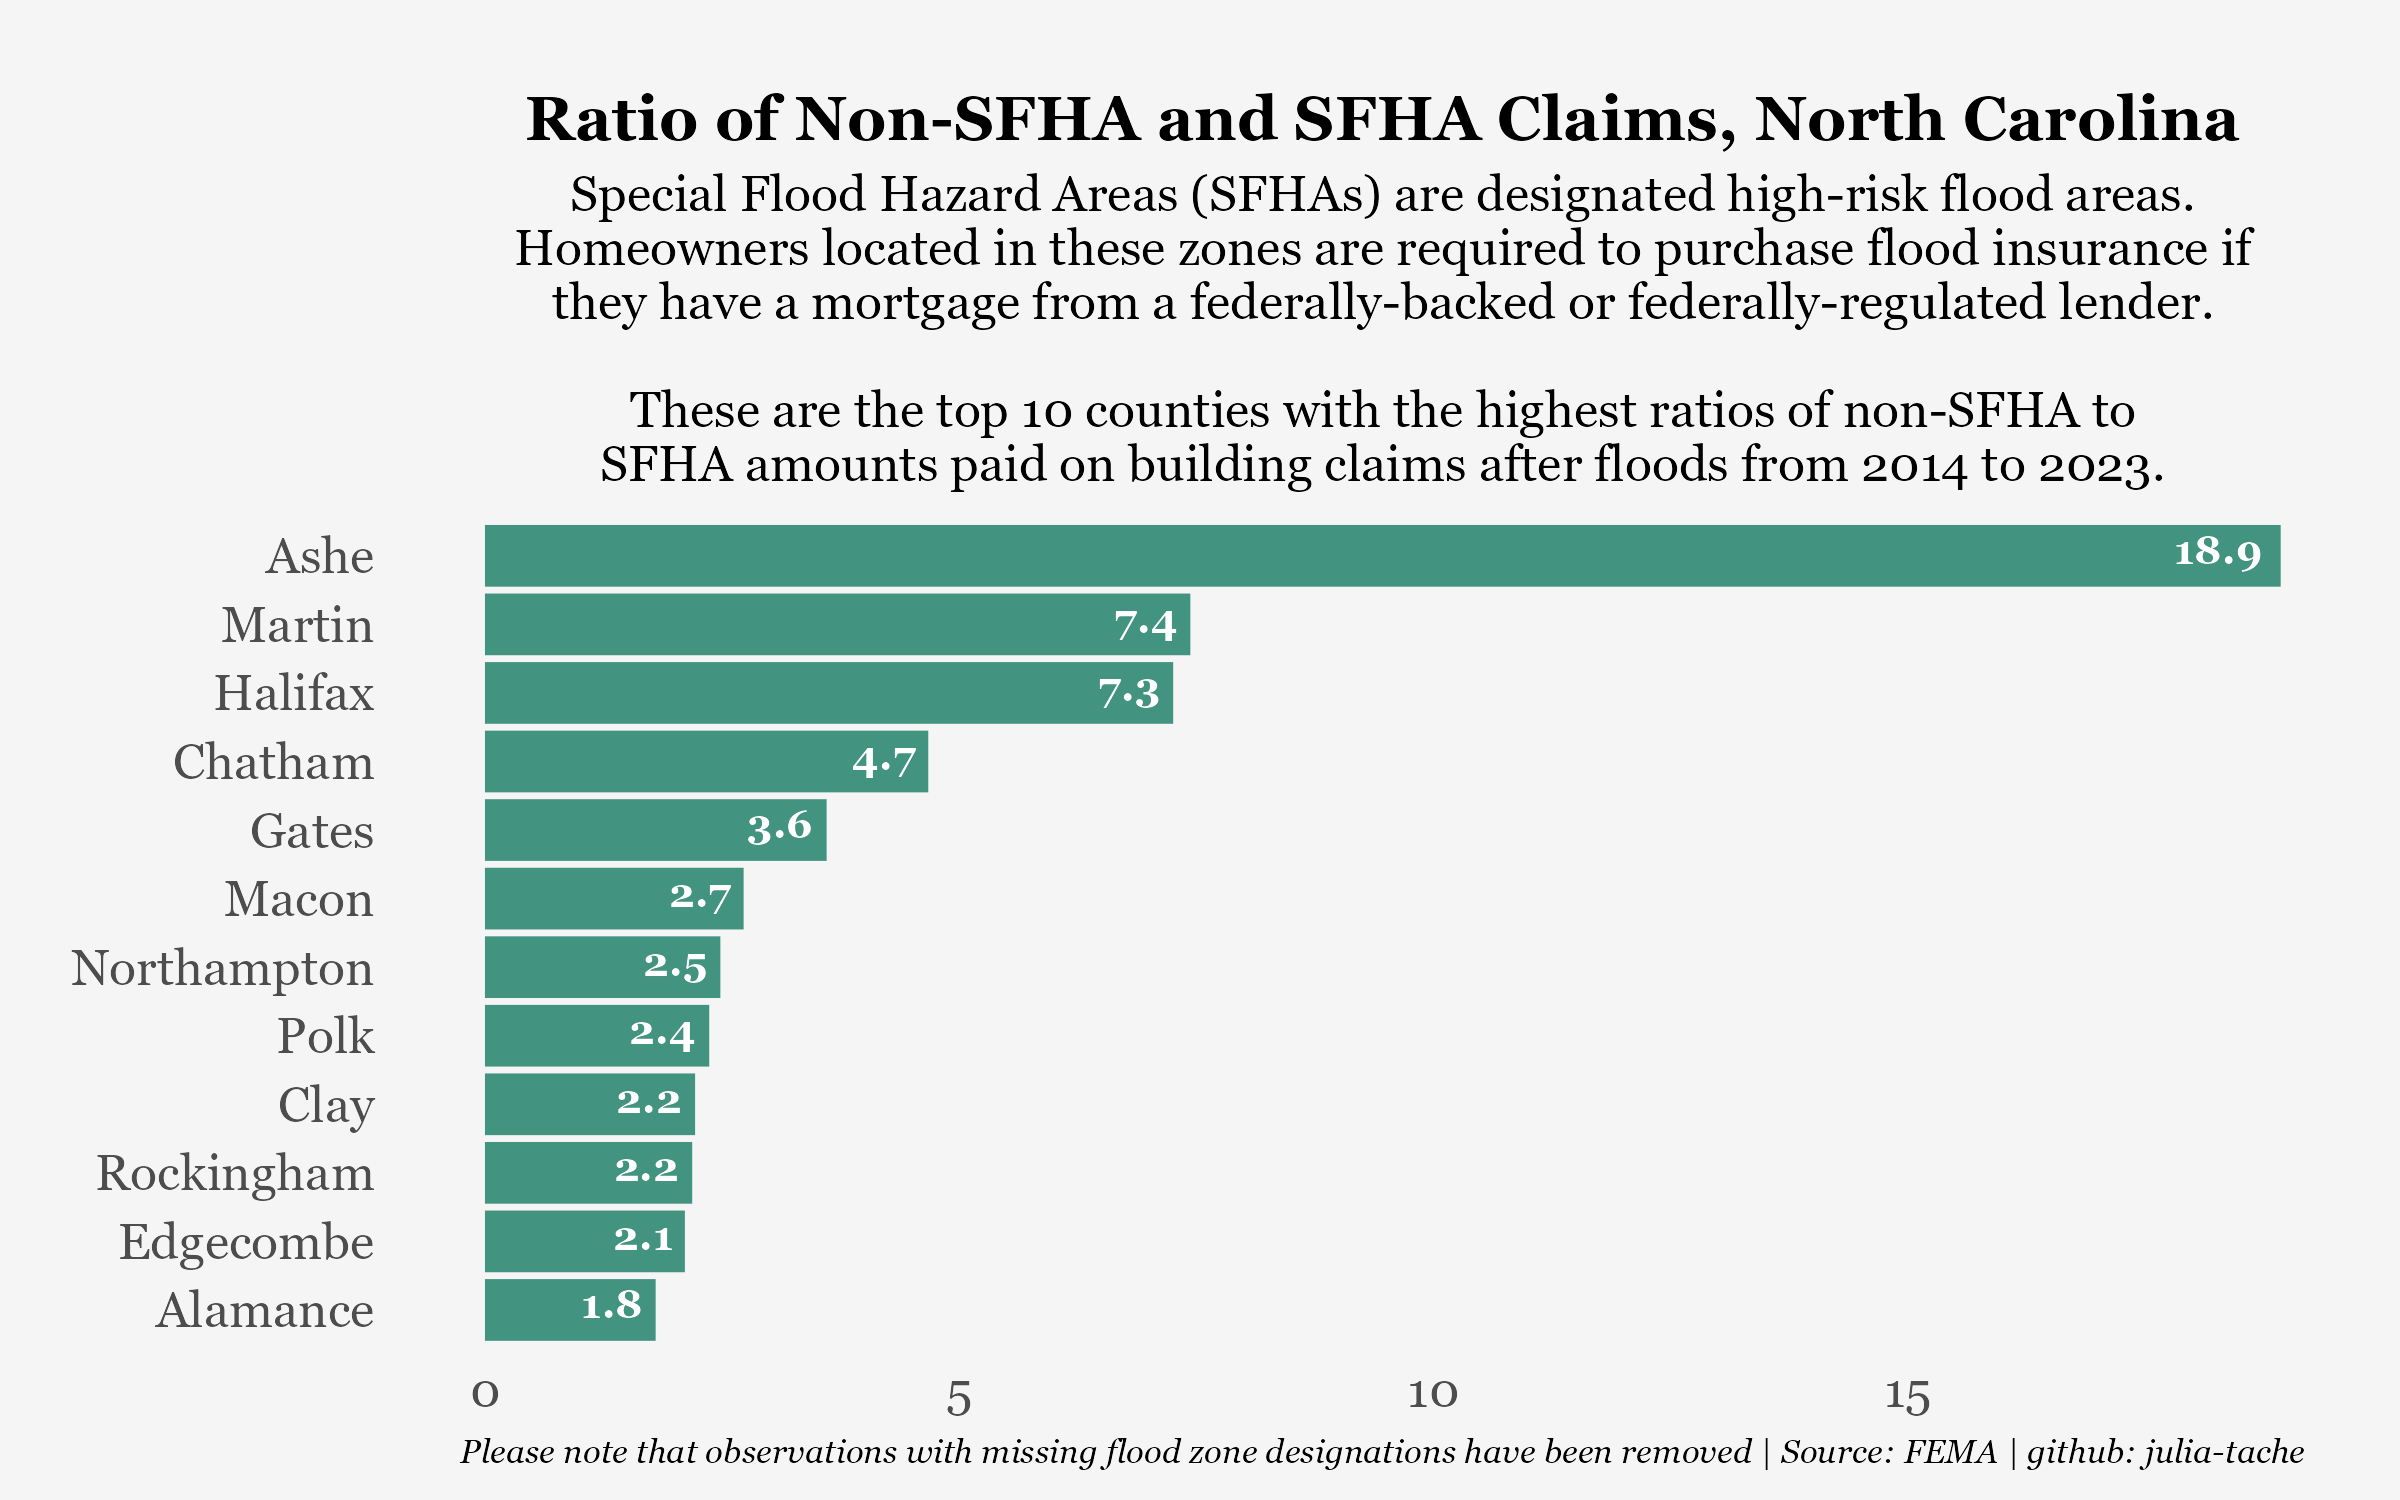 Ratio of Non-SFHA and SFHA Claims, North Carolina
Special Flood Hazard Areas (SFHAs) are designated high-risk flood areas.
Homeowners located in these zones are required to purchase flood insurance if
they have a mortgage from a federally-backed or federally-regulated lender.
These are the top 10 counties with the highest ratios of non-SFHA to
SFHA amounts paid on building claims after floods from 2014 to 2023.
Ashe 18.9
Martin 7.4
Halifax 7.3
Chatham 4.7
Gates 3.6
Macon 2.7
Northampton 2.5
Polk 2.4
Clay 2.2
Rockingham 2.2
Edgecombe 2.1
Alamance 1.8
0 5 10 15
Please note that observations with missing flood zone designations have been removed | Source: FEMA | github: julia-tache